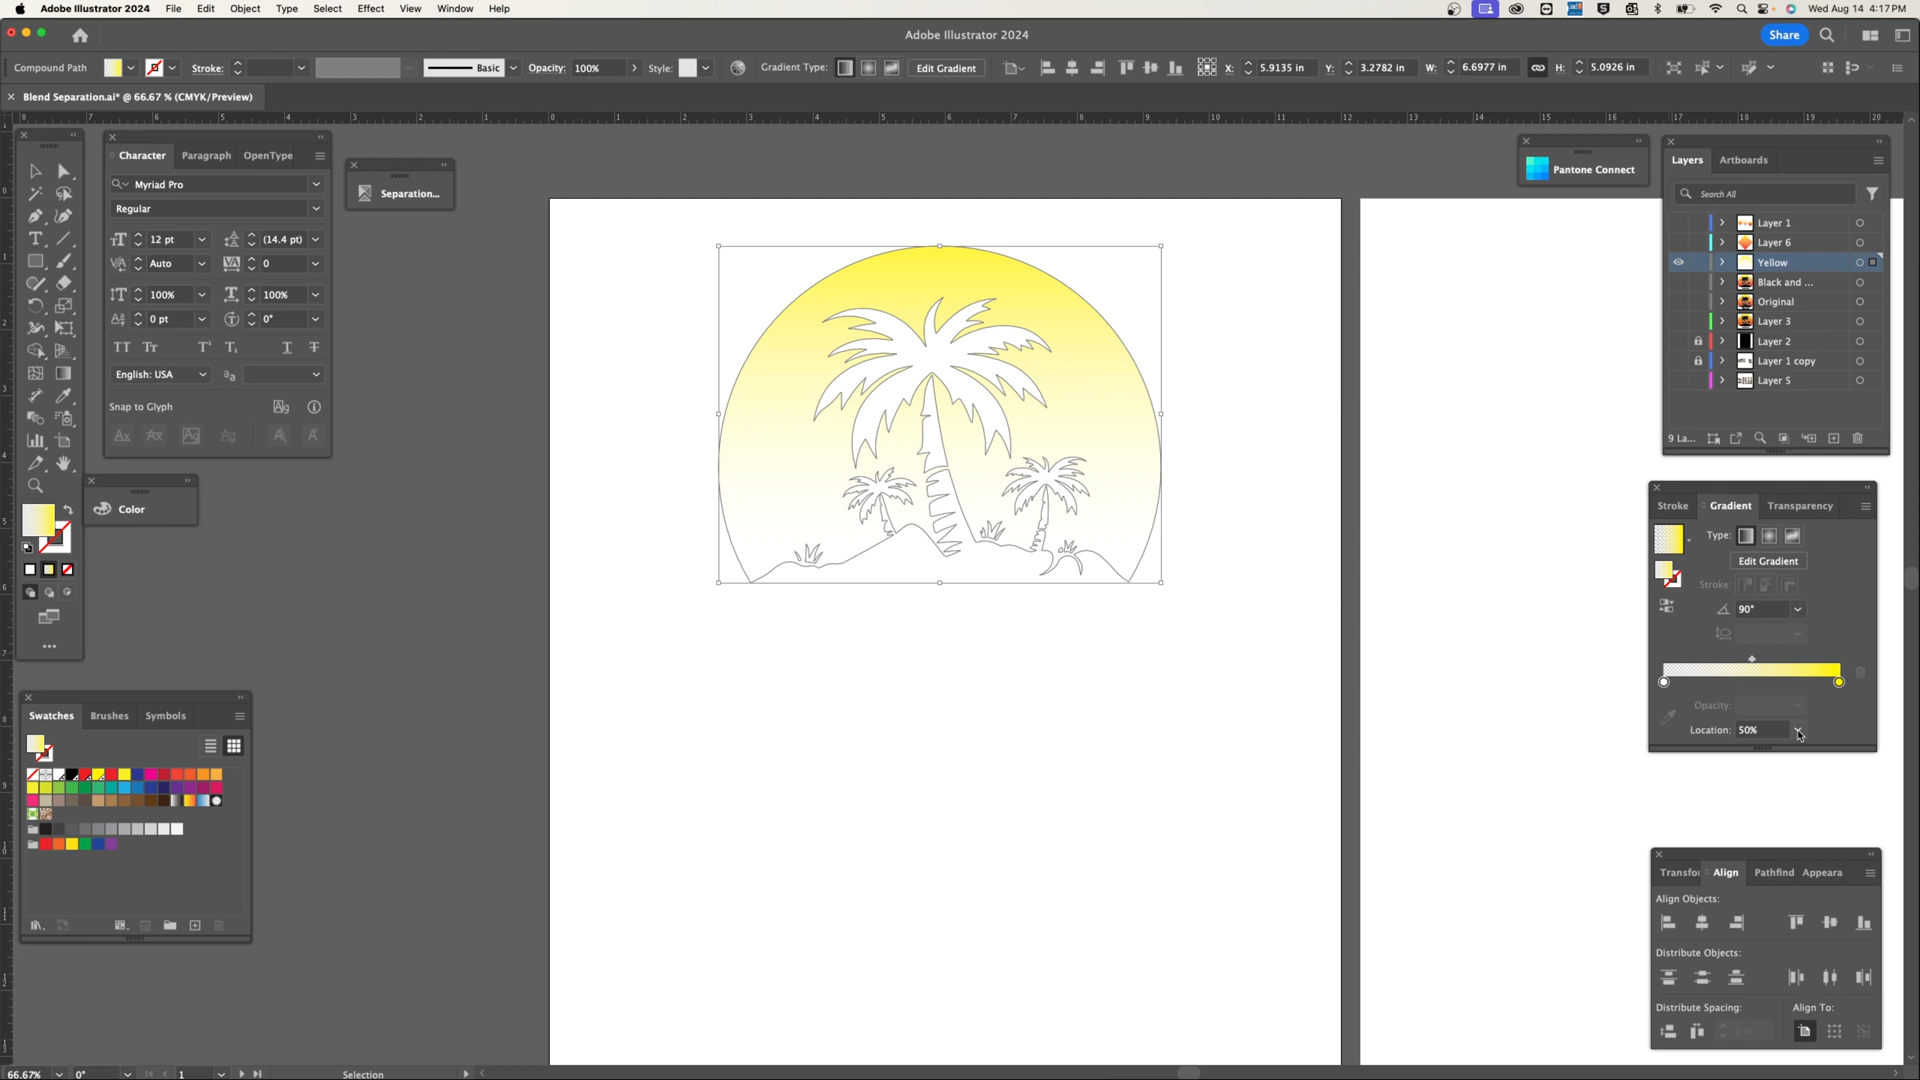 Adobe Illustrator 2024 File Edit Object Type Select Effect View Window Help Wed Aug 14 4:17 PM
Adobe Illustrator 2024 Share
Compound Path Stroke: Basic Opacity: 100% Style: Gradient Type: Edit Gradient X: 5.9135 in Y: 3.2782 in W: 6.6977 in H: 5.0926 in
Blend Separation.ai* @ 66.67 % (CMYK/Preview)
Character Paragraph OpenType
Myriad Pro
Regular
12 pt (14.4 pt)
Auto 0
100% 100%
0 pt 0°
English: USA
Snap to Glyph
Separation...
Color
Swatches Brushes Symbols
Pantone Connect
Layers Artboards
Search All
Layer 1
Layer 6
Yellow
Black and ...
Original
Layer 3
Layer 2
Layer 1 copy
Layer 5
9 La...
Stroke Gradient Transparency
Type:
Edit Gradient
Stroke:
90°
Opacity:
Location: 50%
Transfor Align Pathfind Appeara
Align Objects:
Distribute Objects:
Distribute Spacing: Align To:
66.67% 0° 1 Selection